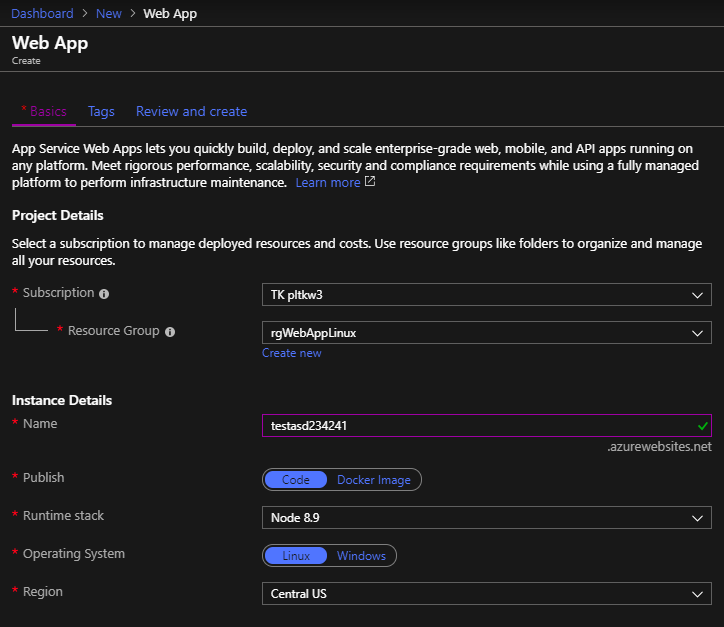 Dashboard > New > Web App
Web App
Create
* Basics Tags Review and create
App Service Web Apps lets you quickly build, deploy, and scale enterprise-grade web, mobile, and API apps running on
any platform. Meet rigorous performance, scalability, security and compliance requirements while using a fully managed
platform to perform infrastructure maintenance. Learn more
Project Details
Select a subscription to manage deployed resources and costs. Use resource groups like folders to organize and manage
all your resources.
* Subscription TK pltkw3
* Resource Group rgWebAppLinux
Create new
Instance Details
* Name testasd234241
.azurewebsites.net
* Publish Code Docker Image
* Runtime stack Node 8.9
* Operating System Linux Windows
* Region Central US